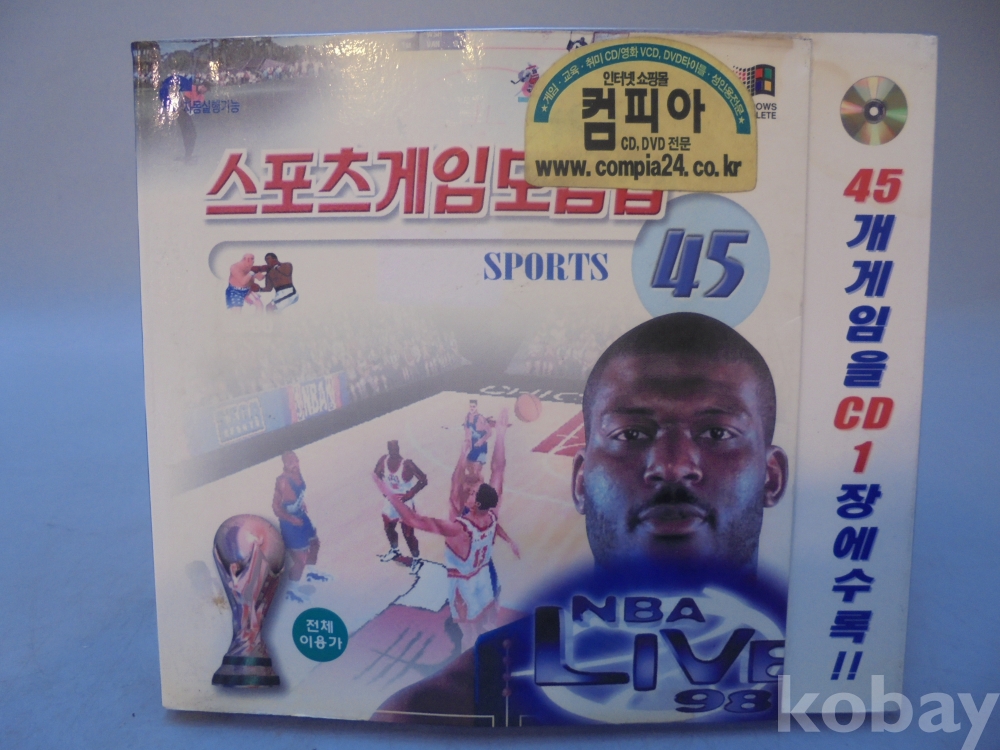 ★ 게임 · 교육 · 취미 CD/영화 VCD, DVD타이틀 · 성인용전문 ★
인터넷 쇼핑몰
컴피아
CD, DVD 전문
www.compia24.co.kr
스포츠게임모음집
SPORTS
45
전체
이용가
NBA
LIVE
98
45
개
게
임
을
CD
1
장
에
수
록
!!
kobay